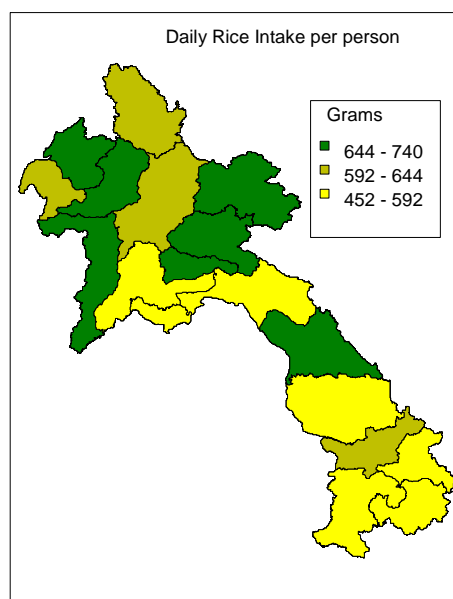 Daily Rice Intake per person
Grams
644 - 740
592 - 644
452 - 592